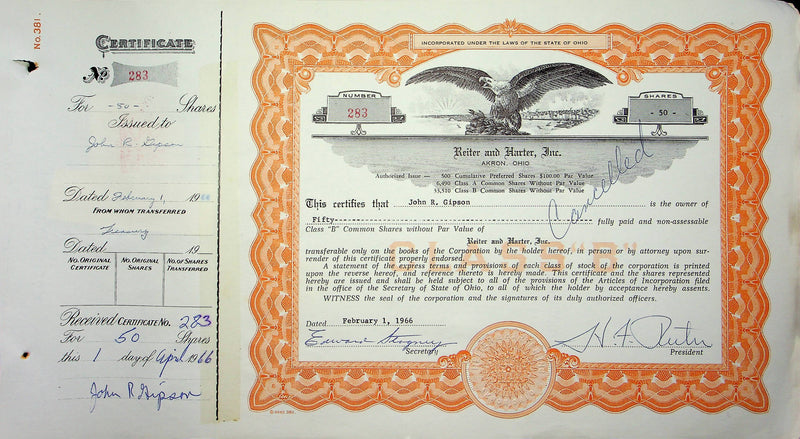 No. 381.
CERTIFICATE
No 283
For -50- Shares
Issued to
John R. Gipson
Dated February 1, 1966
FROM WHOM TRANSFERRED
Treasury
Dated 19
NO. ORIGINAL CERTIFICATE
NO. ORIGINAL SHARES
NO. OF SHARES TRANSFERRED
Received CERTIFICATE NO. 283
For 50 Shares
this 1 day of April 1966
John R Gipson
INCORPORATED UNDER THE LAWS OF THE STATE OF OHIO
NUMBER
283
SHARES
- 50 -
Reiter and Harter, Inc.
AKRON, OHIO
Authorized Issue — 500 Cumulative Preferred Shares $100.00 Par Value
6,490 Class A Common Shares Without Par Value
Class B Common Shares Without Par Value
Cancelled
This certifies that John R. Gipson is the owner of
Fifty fully paid and non-assessable
Class "B" Common Shares without Par Value of
Reiter and Harter, Inc.
CLASS "B"
transferable only on the books of the Corporation by the holder hereof, in person or by attorney upon sur-
render of this certificate properly endorsed.
A statement of the express terms and provisions of each class of stock of the corporation is printed
upon the reverse hereof, and reference thereto is hereby made. This certificate and the shares represented
hereby are issued and shall be held subject to all of the provisions of the Articles of Incorporation filed
in the office of the Secretary of State of Ohio, to all of which the holder by acceptance hereby assents.
WITNESS the seal of the corporation and the signatures of its duly authorized officers.
Dated February 1, 1966
Edward
Secretary
H. F. Reiter
President